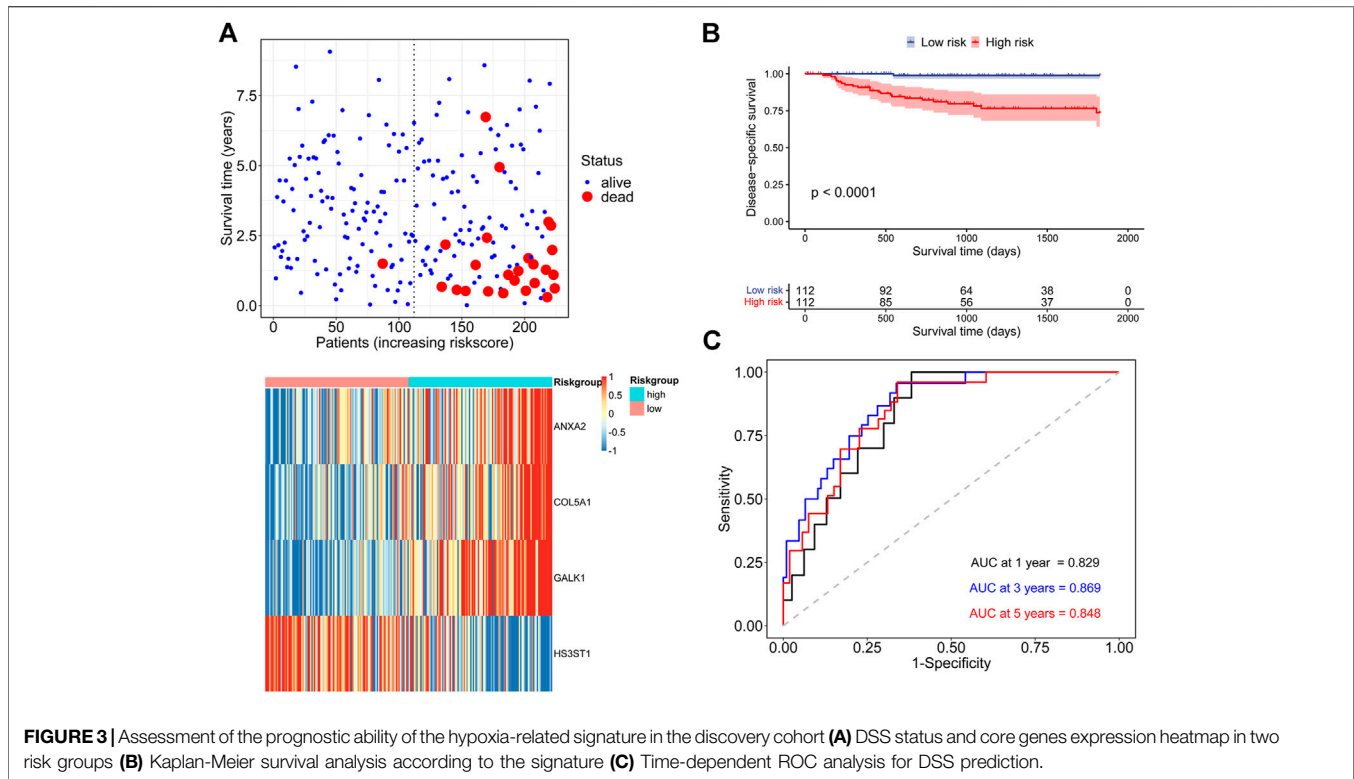 A
7.5
5.0
2.5
0.0
Survival time (years)
0 50 100 150 200
Patients (increasing riskscore)
Status
alive
dead
Riskgroup
ANXA2
COL5A1
GALK1
HS3ST1
1
0.5
0
-0.5
-1
Riskgroup
high
low
B
Low risk High risk
1.00
0.75
0.50
0.25
0.00
Disease−specific survival
p < 0.0001
0 500 1000 1500 2000
Survival time (days)
Low risk 112 92 64 38 0
High risk 112 85 56 37 0
0 500 1000 1500 2000
Survival time (days)
C
1.00
0.75
0.50
0.25
0.00
Sensitivity
AUC at 1 year = 0.829
AUC at 3 years = 0.869
AUC at 5 years = 0.848
0.00 0.25 0.50 0.75 1.00
1-Specificity
FIGURE 3 | Assessment of the prognostic ability of the hypoxia-related signature in the discovery cohort (A) DSS status and core genes expression heatmap in two
risk groups (B) Kaplan-Meier survival analysis according to the signature (C) Time-dependent ROC analysis for DSS prediction.